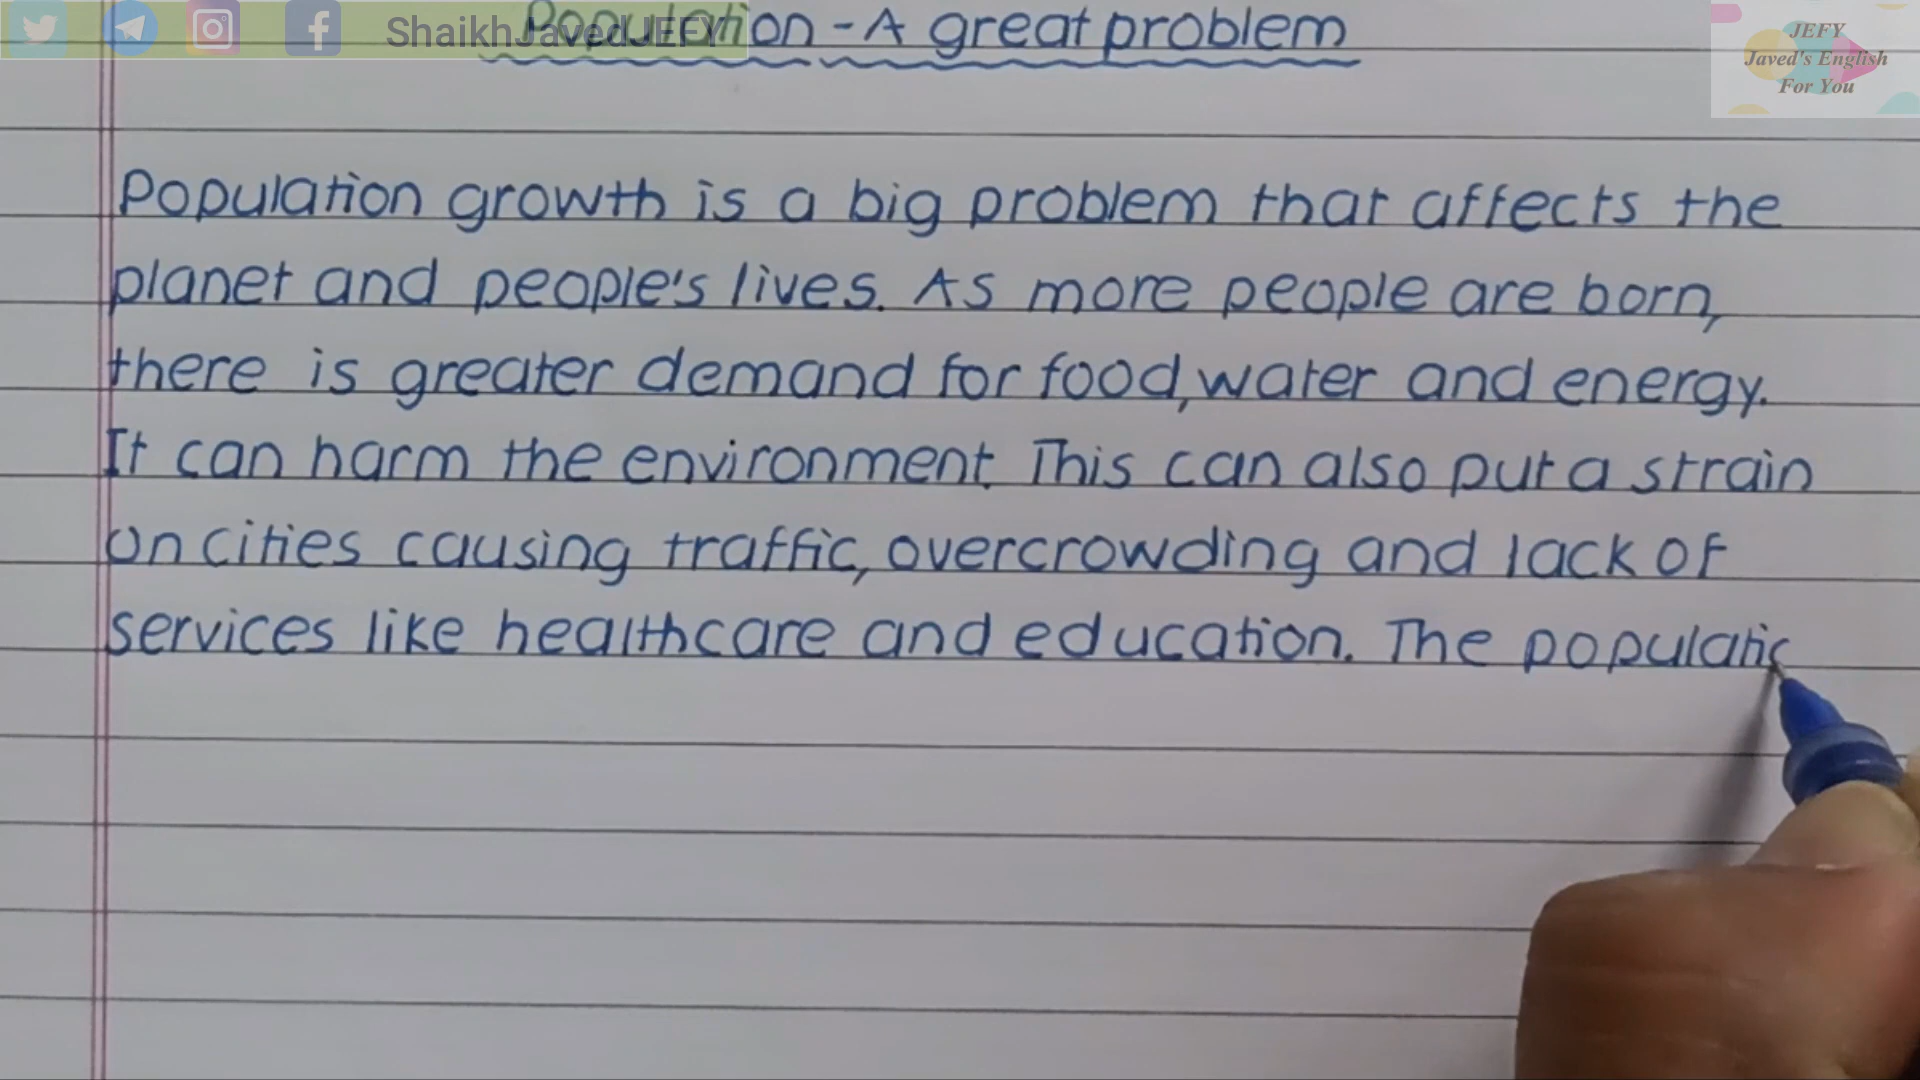 ShaikhJavedJEFY
Population - A great problem
JEFY
Javed's English
For You
Population growth is a big problem that affects the
planet and people's lives. As more people are born,
there is greater demand for food, water and energy.
It can harm the environment. This can also put a strain
on cities causing traffic, overcrowding and lack of
services like healthcare and education. The populatio